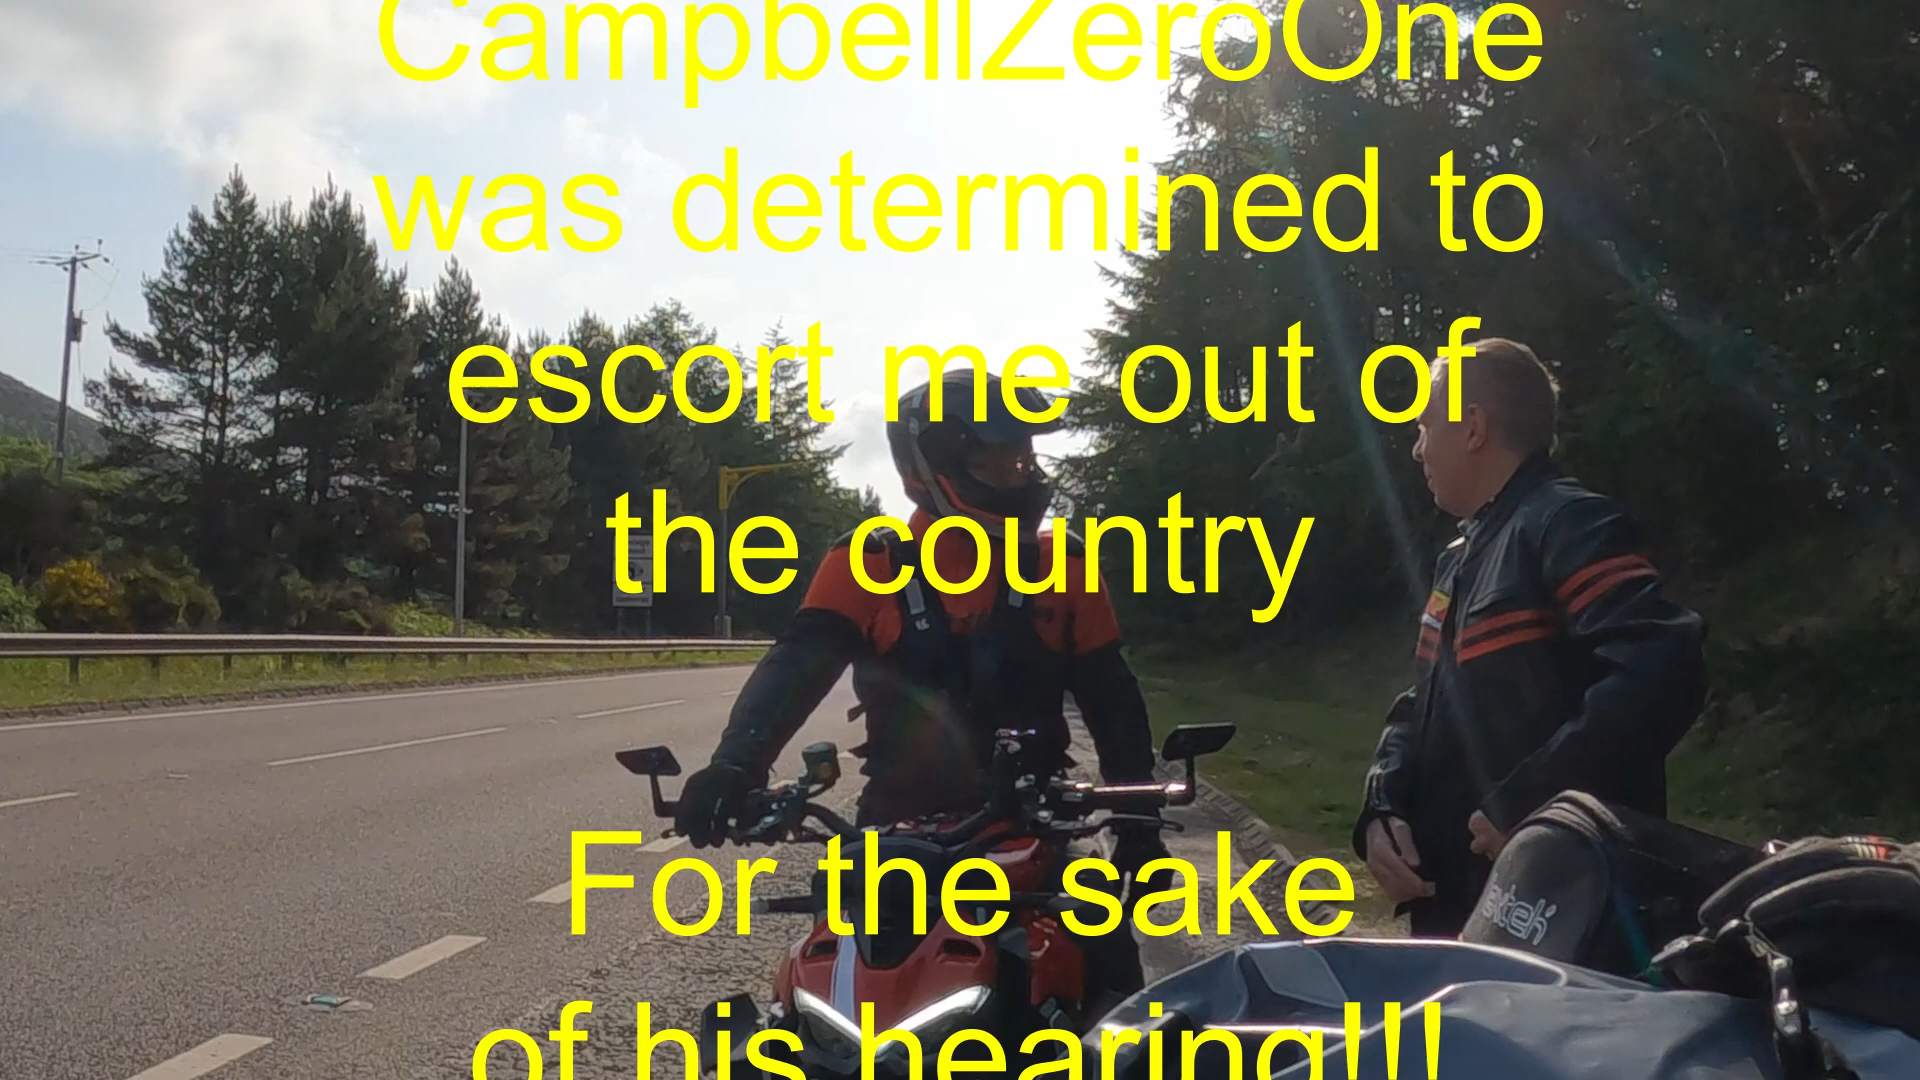 CampbellZeroOne
was determined to
escort me out of
the country
For the sake
of his hearing!!!